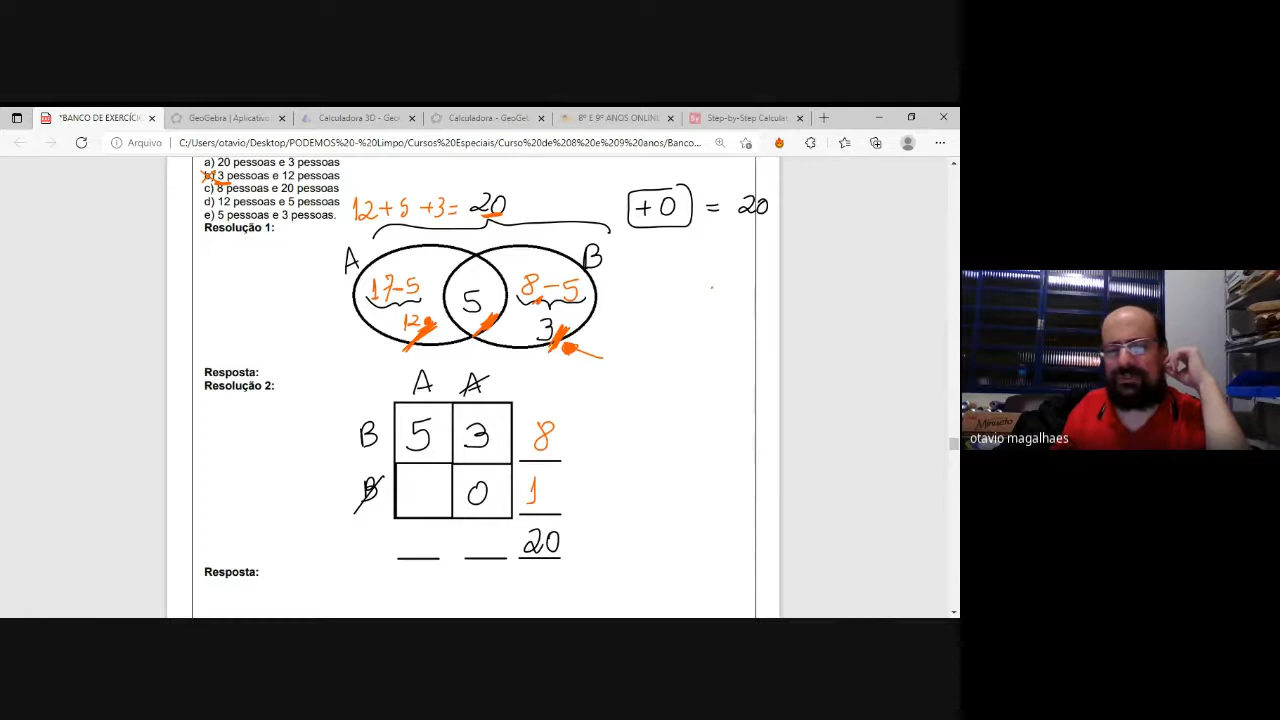 *BANCO DE EXERCÍCI
GeoGebra | Aplicativo
Calculadora 3D - GeoG
Calculadora - GeoGeb
8º E 9º ANOS ONLINE
Step-by-Step Calculat
Arquivo
C:/Users/otavio/Desktop/PODEMOS%20-%20Limpo/Cursos%20Especiais/Curso%20de%208%20e%209%20anos/Banco...
a) 20 pessoas e 3 pessoas
b) 3 pessoas e 12 pessoas
c) 8 pessoas e 20 pessoas
d) 12 pessoas e 5 pessoas
e) 5 pessoas e 3 pessoas.
Resolução 1:
12 + 5 + 3 = 20
+ 0 = 20
A B
17-5 5 8-5
12 3
Resposta:
Resolução 2:
A A
B 5 3 8
B 0 1
20
Resposta:
Minueto
otavio magalhaes